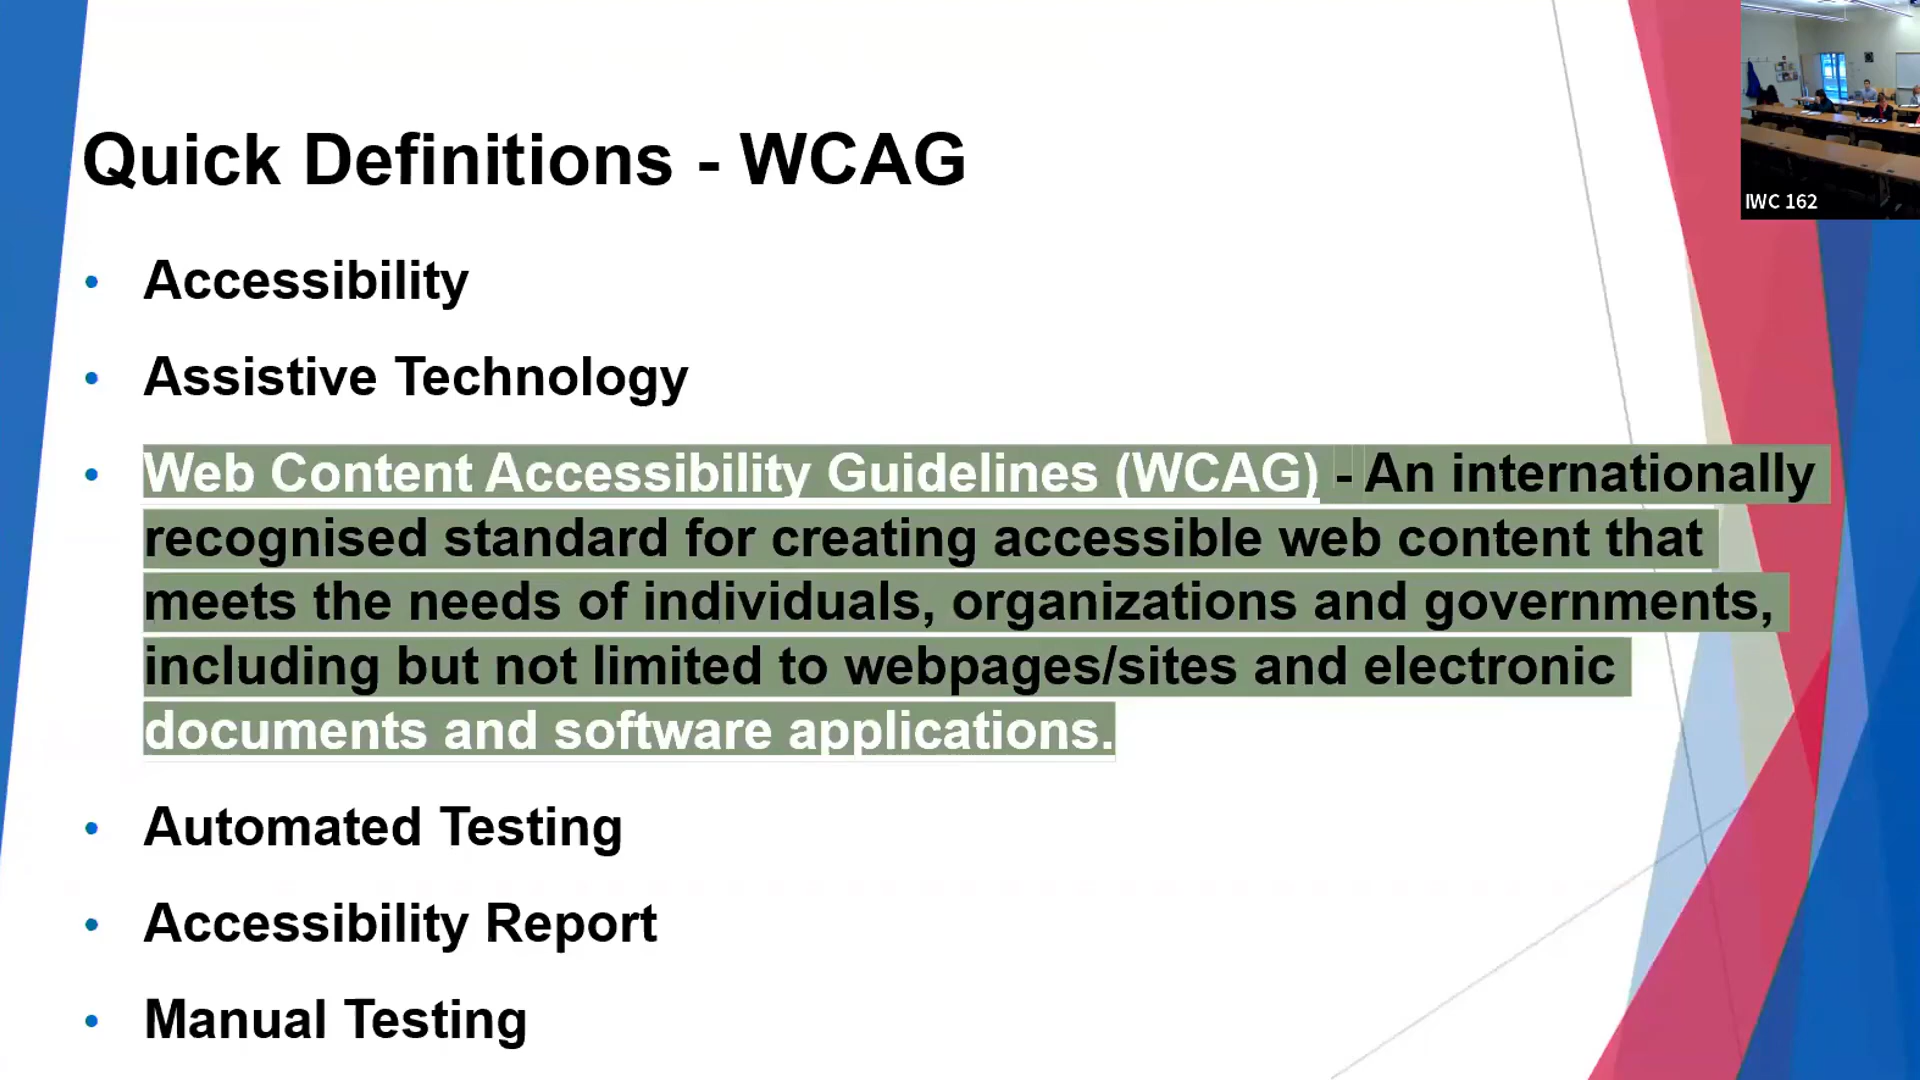 Quick Definitions - WCAG
IWC 162
• Accessibility
• Assistive Technology
• Web Content Accessibility Guidelines (WCAG) - An internationally
recognised standard for creating accessible web content that
meets the needs of individuals, organizations and governments,
including but not limited to webpages/sites and electronic
documents and software applications.
• Automated Testing
• Accessibility Report
• Manual Testing